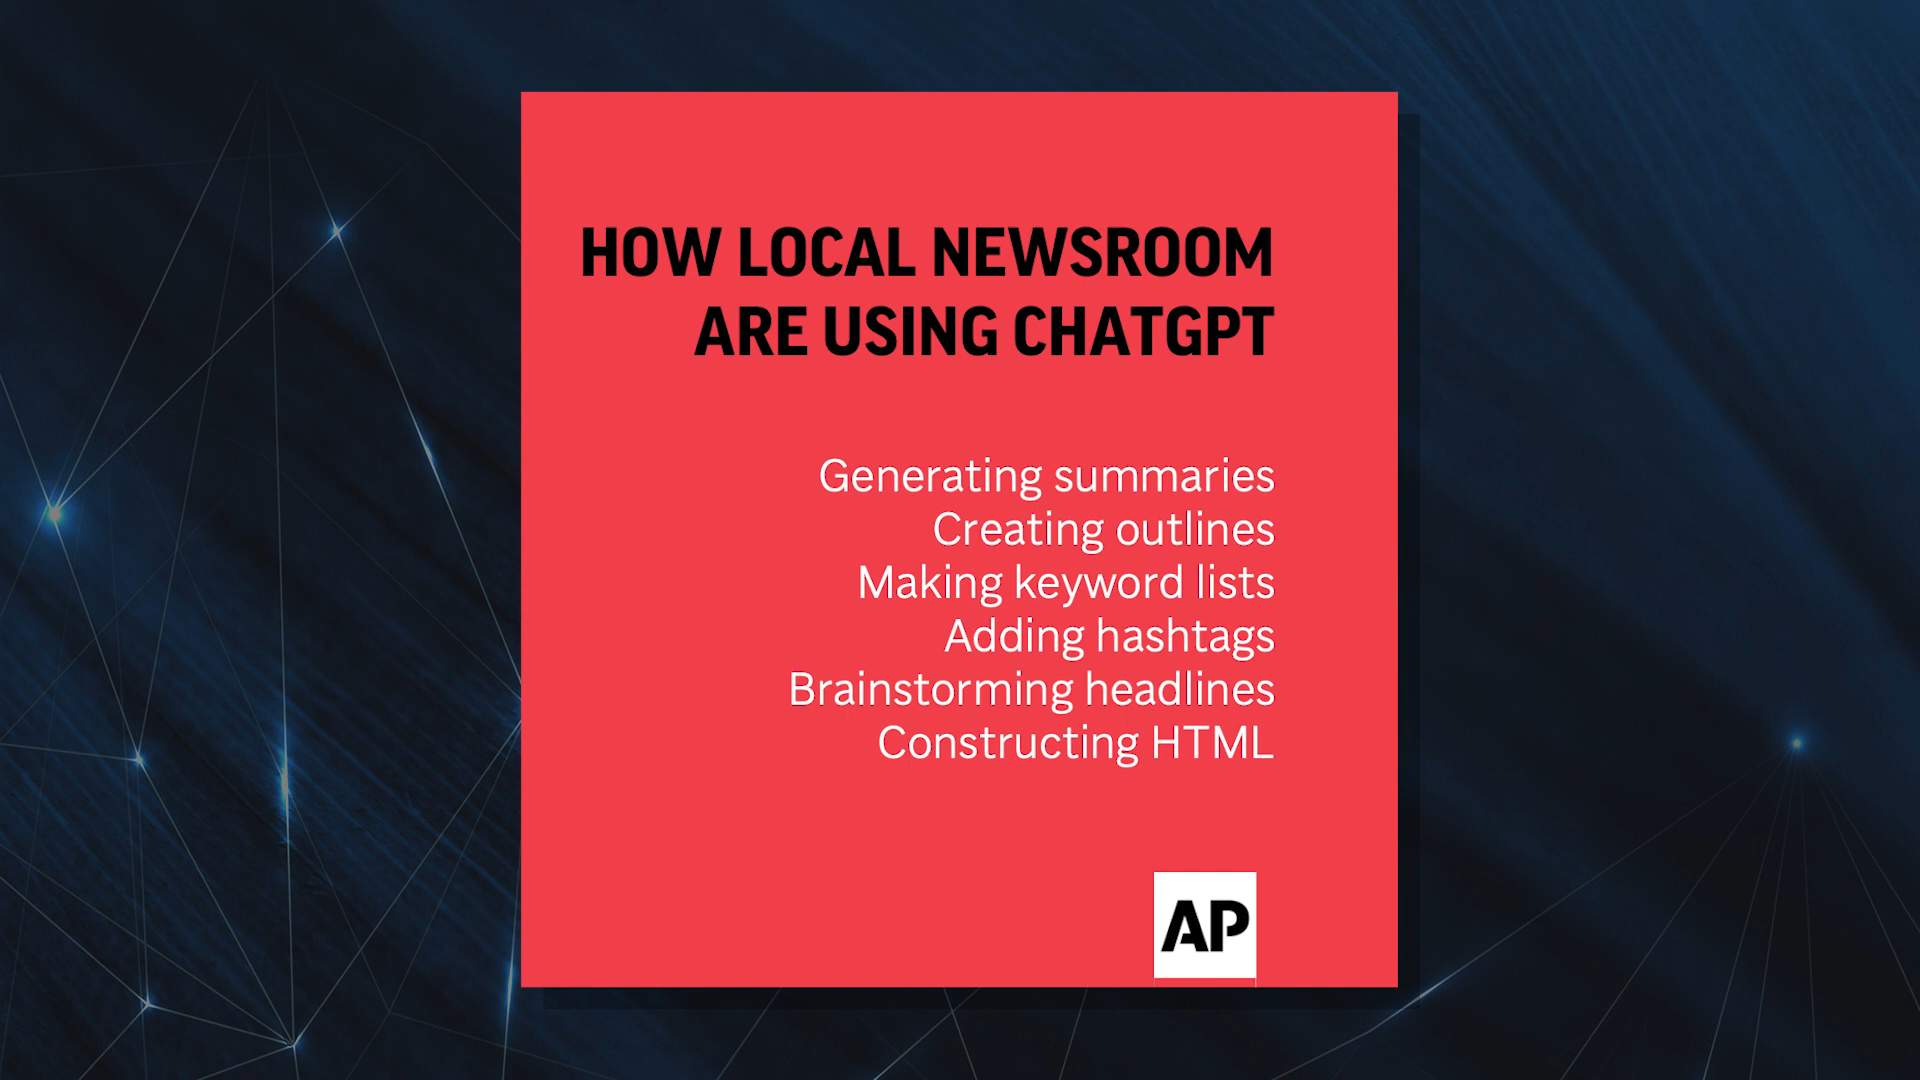 HOW LOCAL NEWSROOM
ARE USING CHATGPT
Generating summaries
Creating outlines
Making keyword lists
Adding hashtags
Brainstorming headlines
Constructing HTML
AP